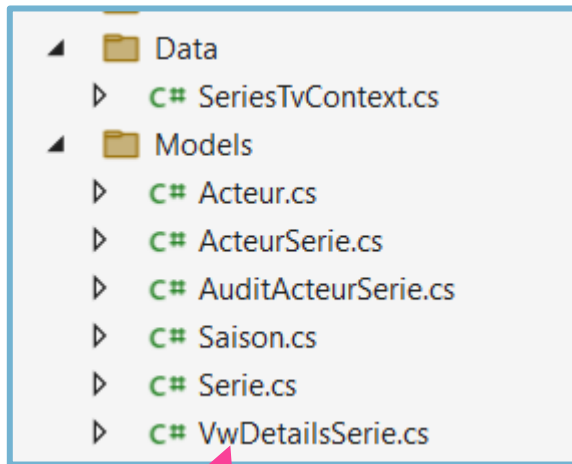 Data
C# SeriesTvContext.cs
Models
C# Acteur.cs
C# ActeurSerie.cs
C# AuditActeurSerie.cs
C# Saison.cs
C# Serie.cs
C# VwDetailsSerie.cs